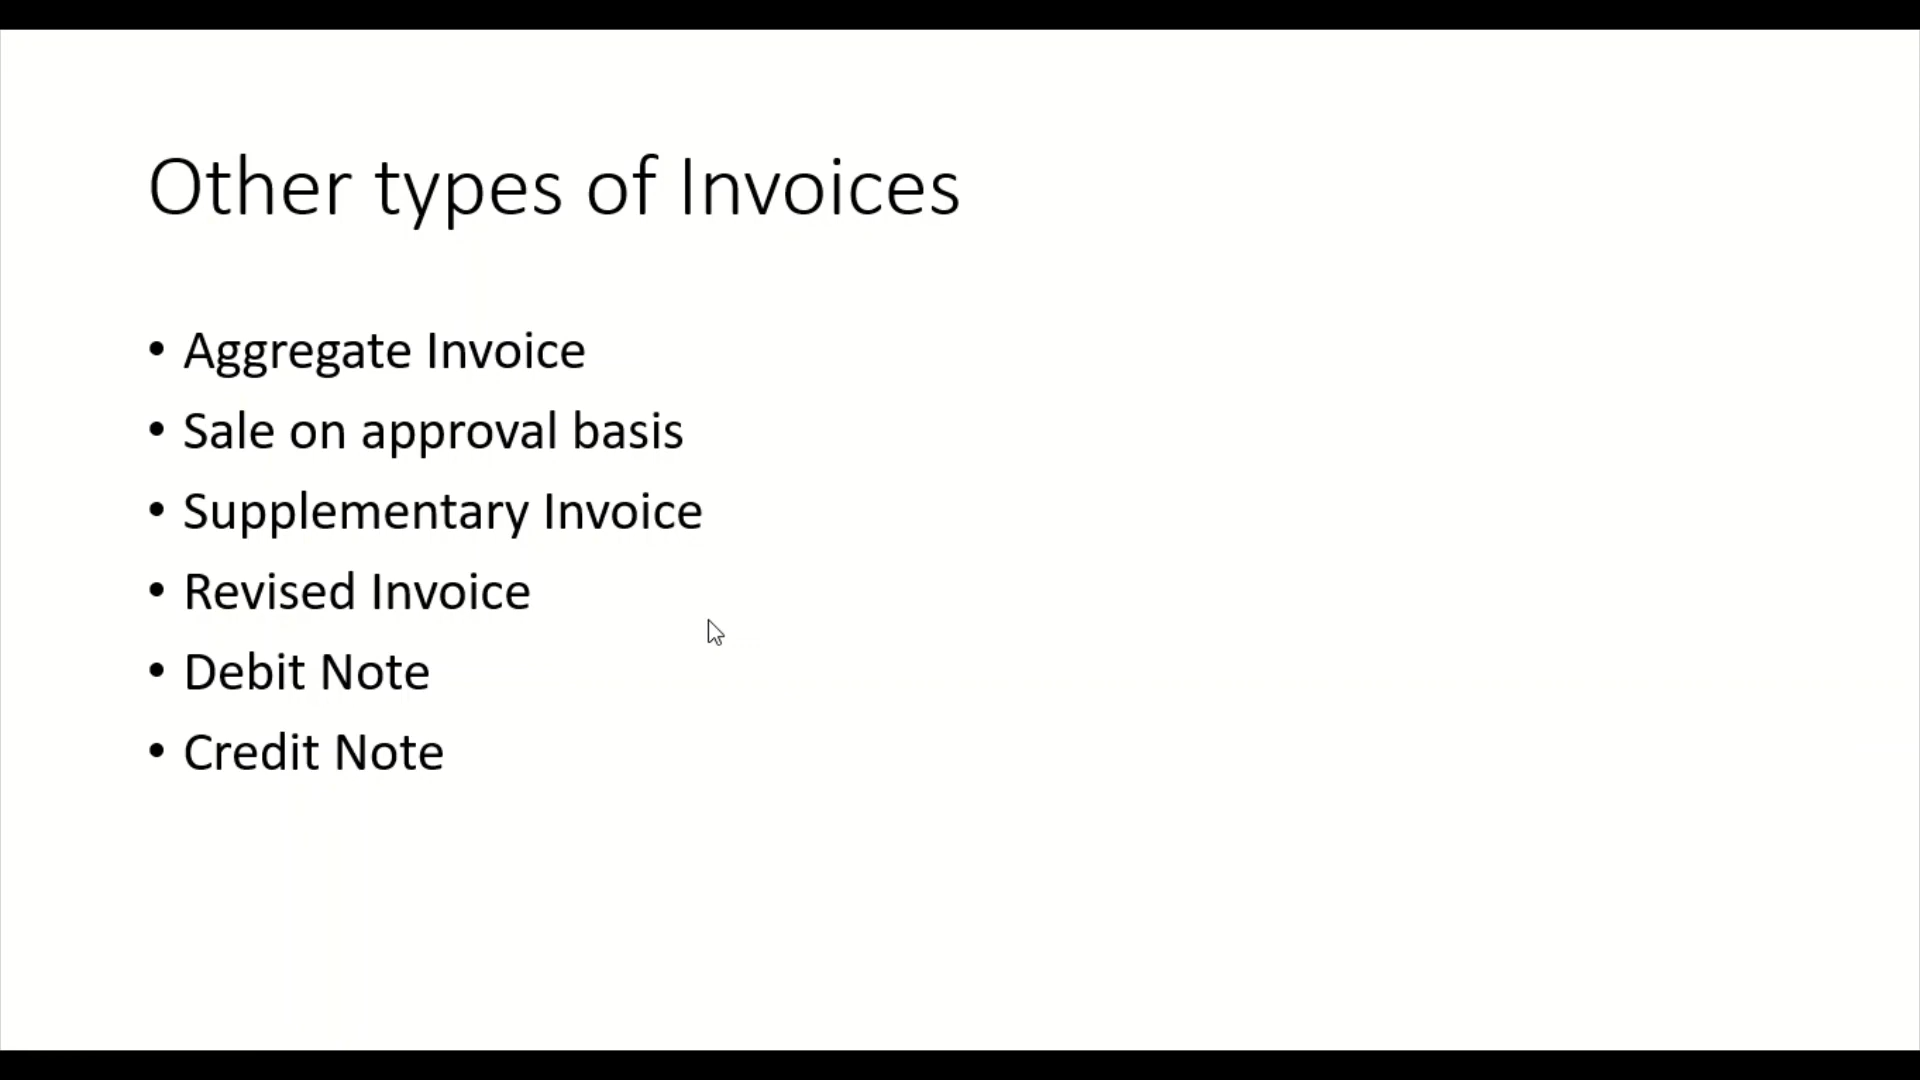 Other types of Invoices
• Aggregate Invoice
• Sale on approval basis
• Supplementary Invoice
• Revised Invoice
• Debit Note
• Credit Note